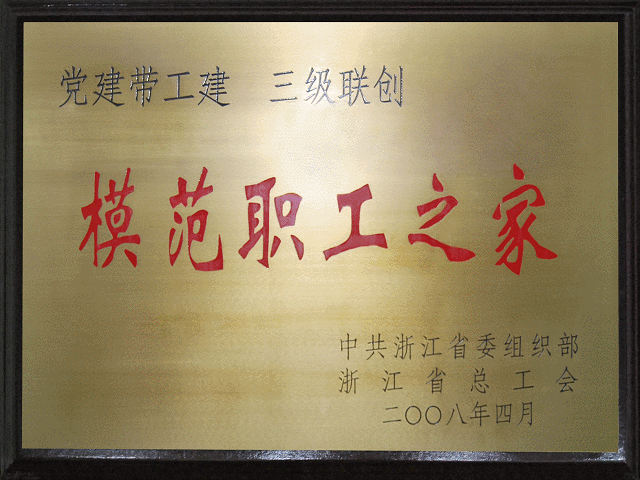 党建带工建 三级联创
模范职工之家
中共浙江省委组织部
浙江省总工会
二〇〇八年四月